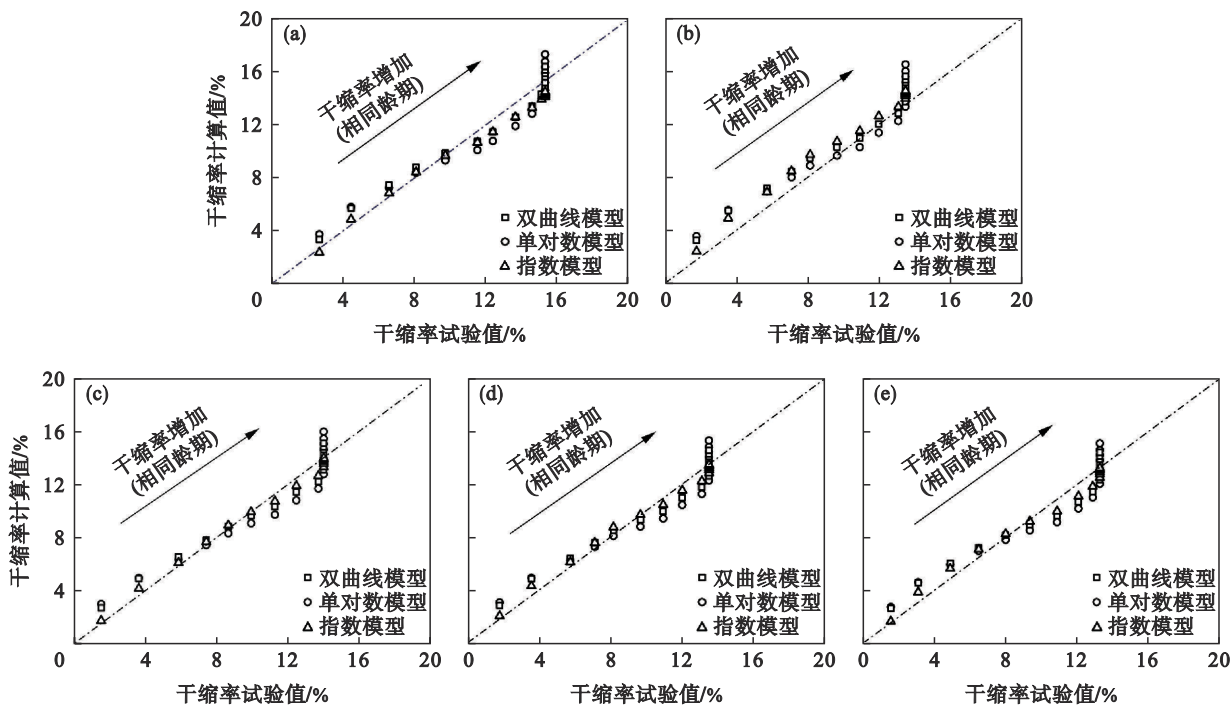 (a)
20
16
12
8
4
0
4
8
12
16
20
干缩率计算值/%
干缩率增加
(相同龄期)
双曲线模型
单对数模型
指数模型
干缩率试验值/%
(b)
0
4
8
12
16
20
干缩率增加
(相同龄期)
双曲线模型
单对数模型
指数模型
干缩率试验值/%
(c)
20
16
12
8
4
0
4
8
12
16
20
干缩率计算值/%
干缩率增加
(相同龄期)
双曲线模型
单对数模型
指数模型
干缩率试验值/%
(d)
0
4
8
12
16
20
干缩率增加
(相同龄期)
双曲线模型
单对数模型
指数模型
干缩率试验值/%
(e)
0
4
8
12
16
20
干缩率增加
(相同龄期)
双曲线模型
单对数模型
指数模型
干缩率试验值/%